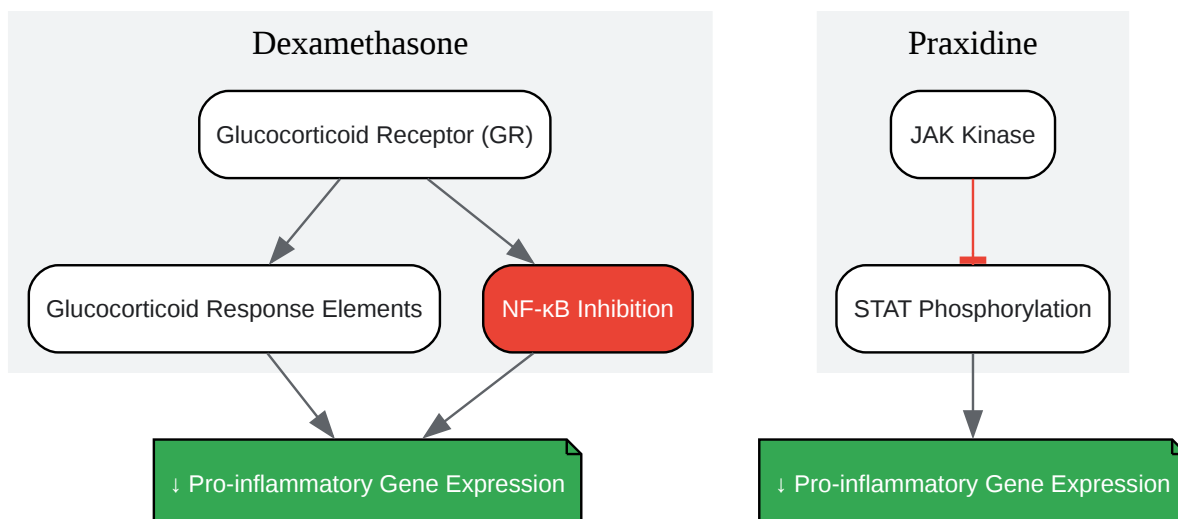 Dexamethasone
Glucocorticoid Receptor (GR)
Glucocorticoid Response Elements
NF-κB Inhibition
↓ Pro-inflammatory Gene Expression
Praxidine
JAK Kinase
STAT Phosphorylation
↓ Pro-inflammatory Gene Expression